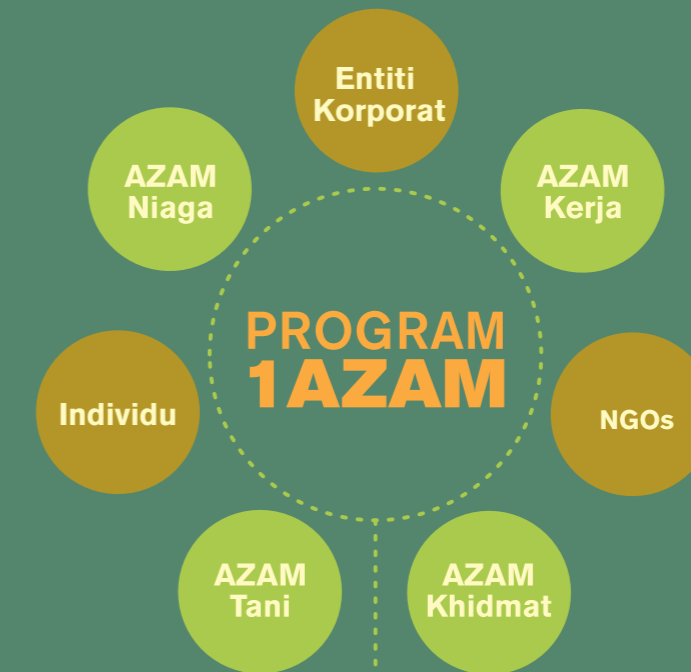 Entiti
Korporat
AZAM
Niaga
AZAM
Kerja
PROGRAM
1AZAM
Individu
NGOs
AZAM
Tani
AZAM
Khidmat